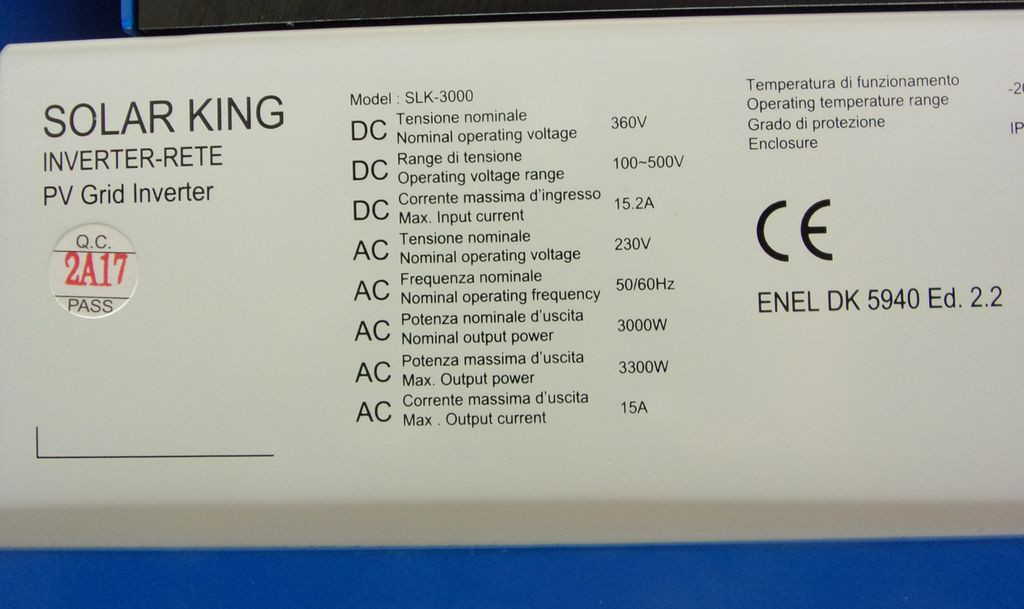 SOLAR KING
INVERTER-RETE
PV Grid Inverter
Q.C.
2A17
PASS
Model : SLK-3000
DC Tensione nominale
Nominal operating voltage 360V
DC Range di tensione
Operating voltage range 100~500V
DC Corrente massima d'ingresso
Max. Input current 15.2A
AC Tensione nominale
Nominal operating voltage 230V
AC Frequenza nominale
Nominal operating frequency 50/60Hz
AC Potenza nominale d'uscita
Nominal output power 3000W
AC Potenza massima d'uscita
Max. Output power 3300W
AC Corrente massima d'uscita
Max . Output current 15A
Temperatura di funzionamento
Operating temperature range
Grado di protezione
Enclosure
CE
ENEL DK 5940 Ed. 2.2